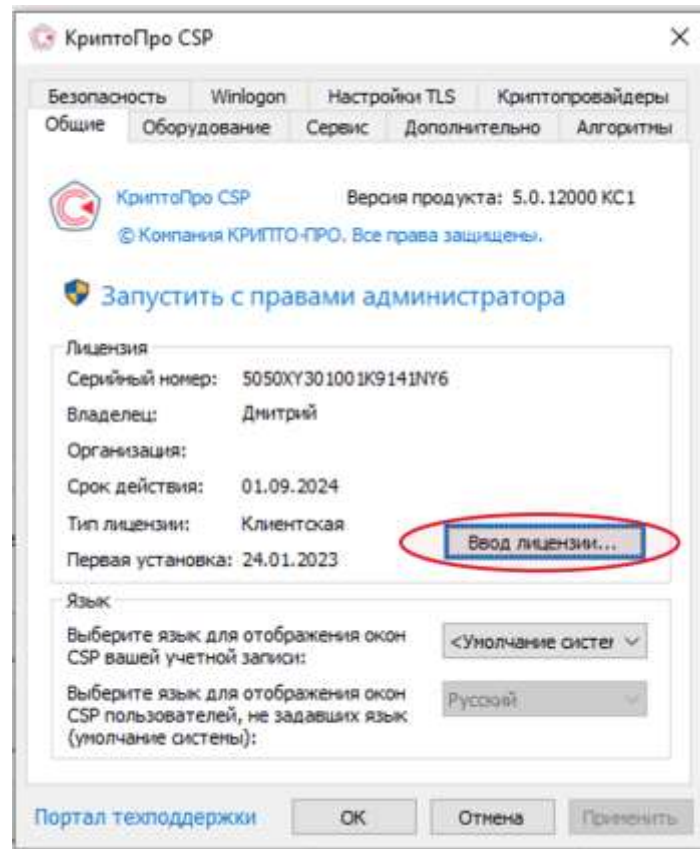 КриптоПро CSP
Безопасность Winlogon Настройки TLS Криптопровайдеры
Общие Оборудование Сервис Дополнительно Алгоритмы
КриптоПро CSP Версия продукта: 5.0.12000 КС1
© Компания КРИПТО-ПРО. Все права защищены.
Запустить с правами администратора
Лицензия
Серийный номер: 5050XY301001K9141NY6
Владелец: Дмитрий
Организация:
Срок действия: 01.09.2024
Тип лицензии: Клиентская
Ввод лицензии...
Первая установка: 24.01.2023
Язык
Выберите язык для отображения окон
CSP вашей учетной записи:
<Умолчание систег
Выберите язык для отображения окон
CSP пользователей, не задавших язык
(умолчание системы):
Русский
Портал техподдержки ОК Отмена Применить